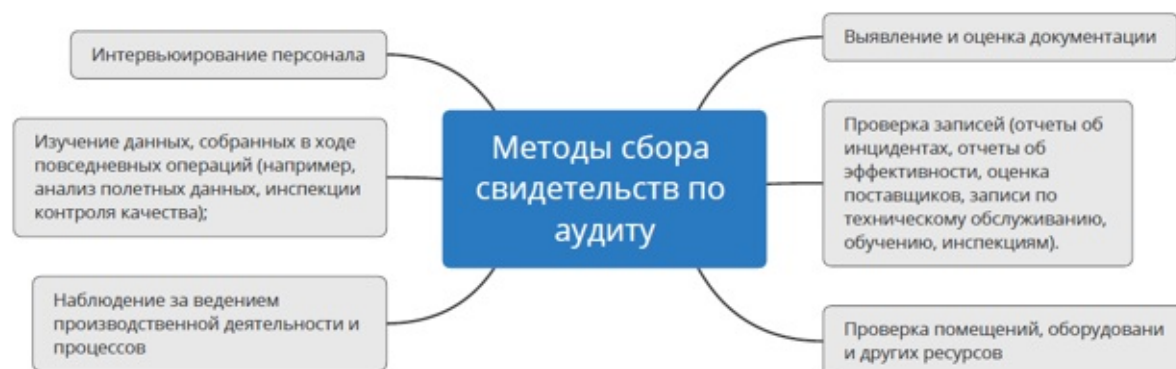 Интервьюирование персонала
Изучение данных, собранных в ходе
повседневных операций (например,
анализ полетных данных, инспекции
контроля качества);
Наблюдение за ведением
производственной деятельности и
процессов
Методы сбора
свидетельств по
аудиту
Выявление и оценка документации
Проверка записей (отчеты об
инцидентах, отчеты об
эффективности, оценка
поставщиков, записи по
техническому обслуживанию,
обучению, инспекциям).
Проверка помещений, оборудовани
и других ресурсов